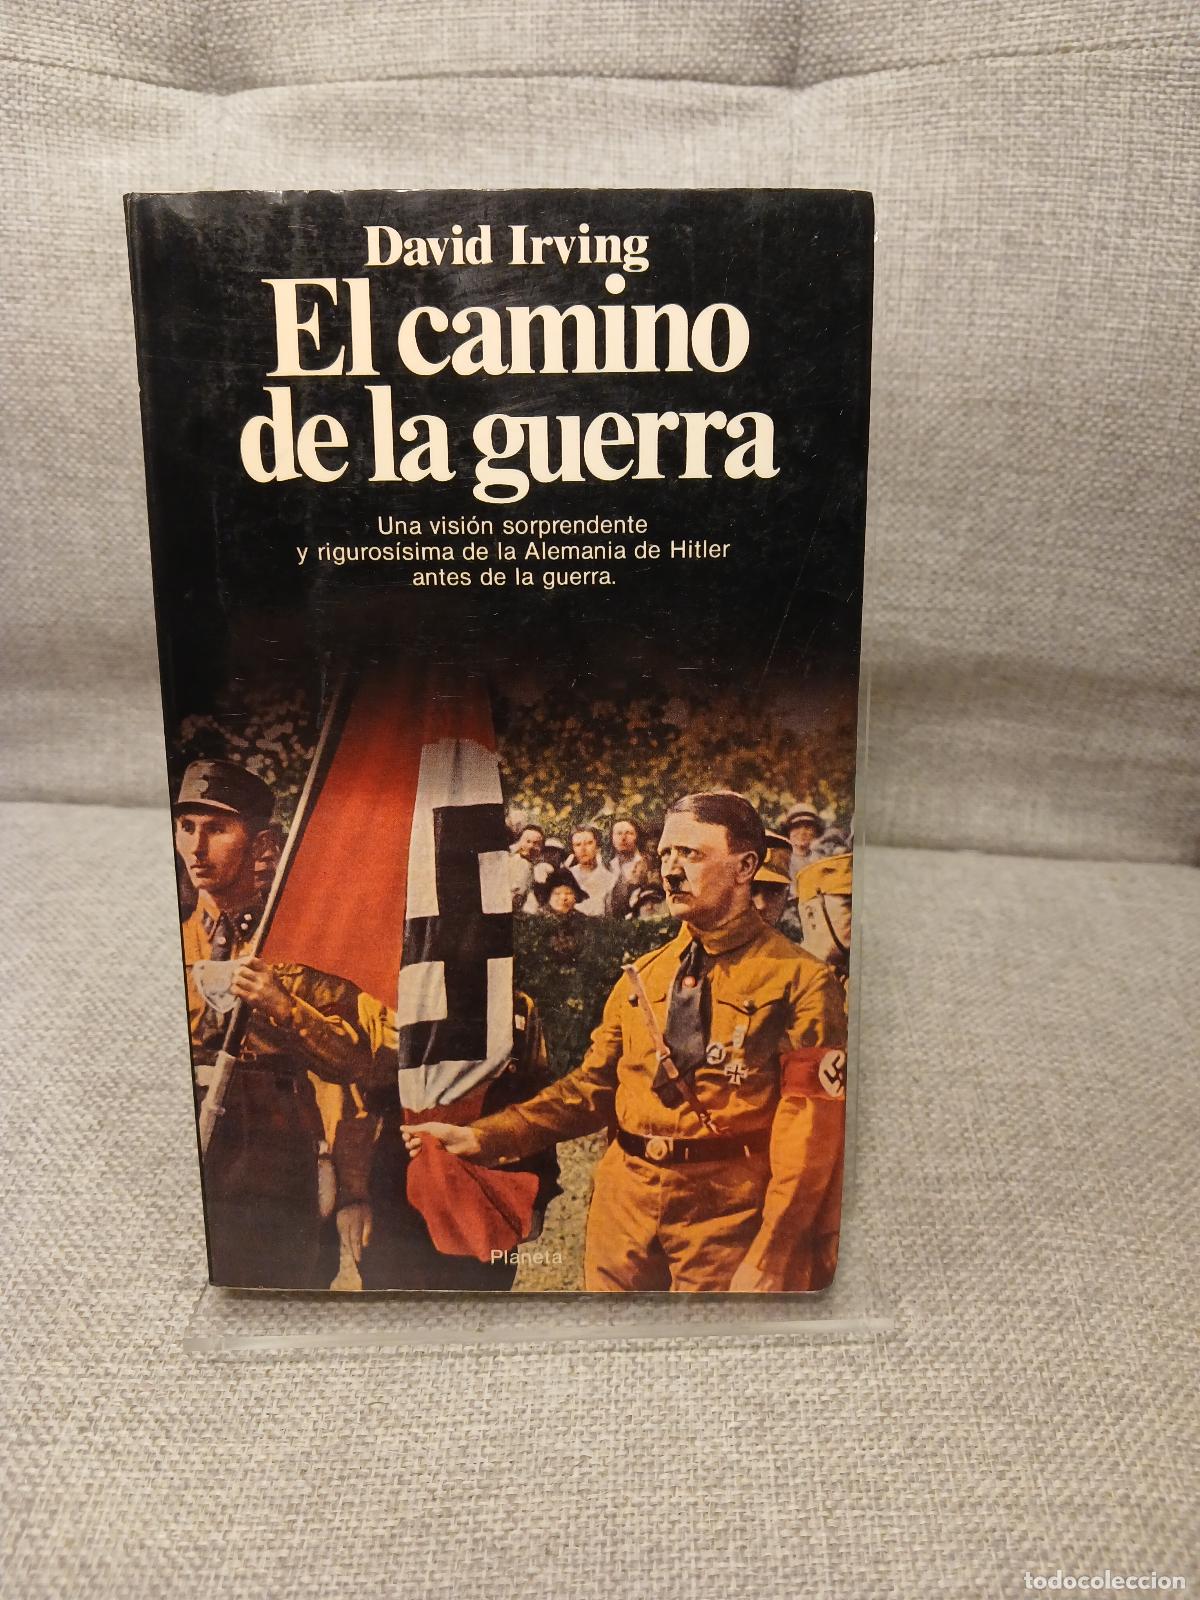 David Irving
El camino
de la guerra
Una visión sorprendente
y rigurosísima de la Alemania de Hitler
antes de la guerra.
Planeta
todocoleccion